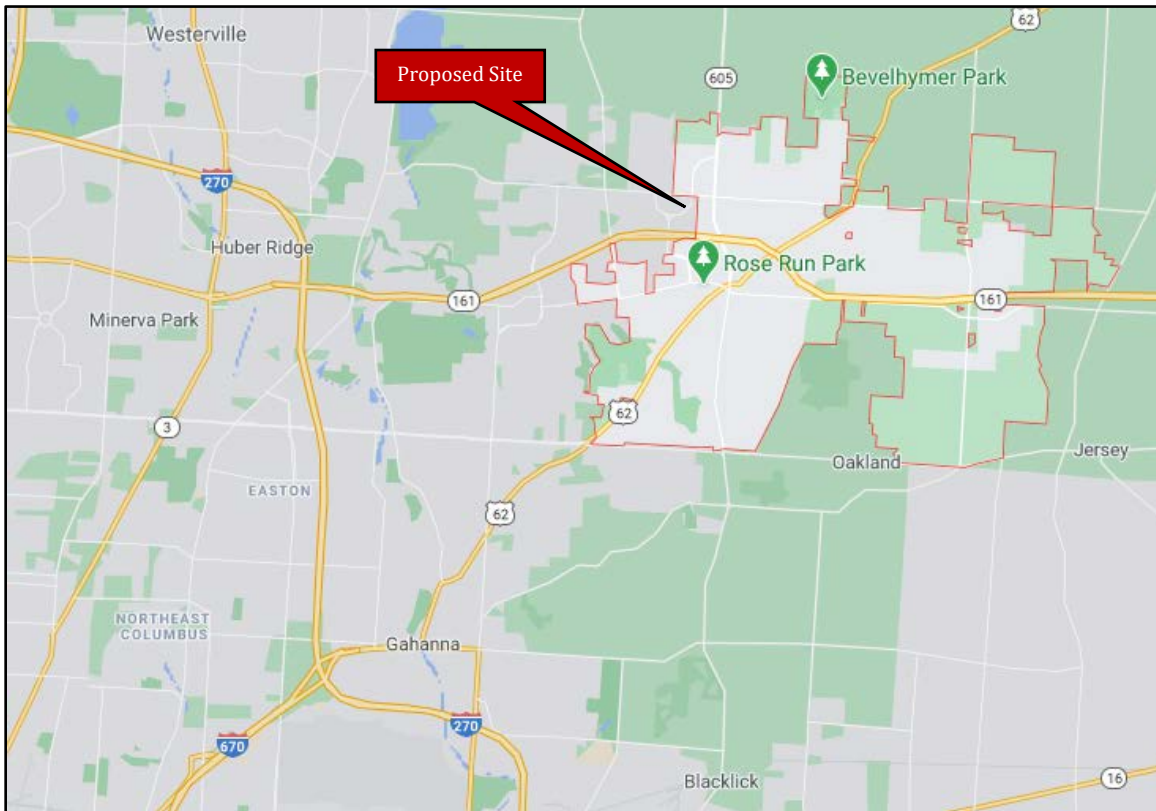 Westerville
62
Proposed Site
605
Bevelhymer Park
270
Huber Ridge
Rose Run Park
161
161
Minerva Park
62
3
Oakland
Jersey
EASTON
62
NORTHEAST
COLUMBUS
Gahanna
270
670
Blacklick
16